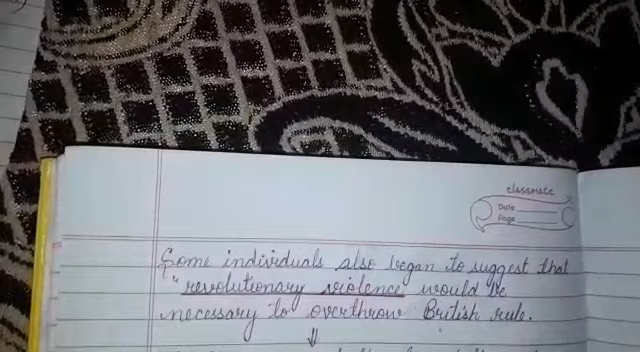 classmate
Date
Page
Some individuals also began to suggest that
"revolutionary violence would be
necessary to overthrow British rule.
⇓